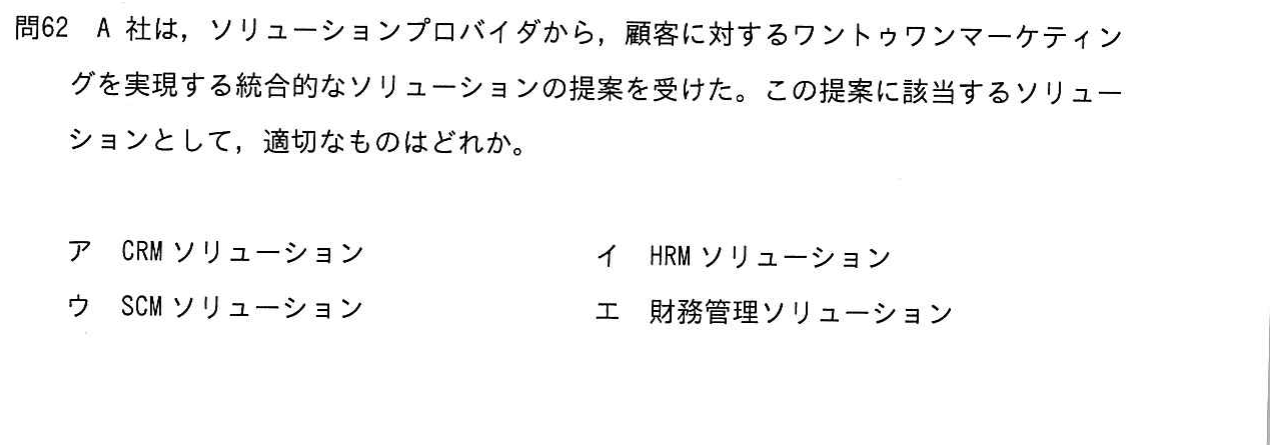 問62 A 社は，ソリューションプロバイダから，顧客に対するワントゥワンマーケティン
グを実現する統合的なソリューションの提案を受けた。この提案に該当するソリュー
ションとして，適切なものはどれか。
ア CRM ソリューション イ HRM ソリューション
ウ SCM ソリューション エ 財務管理ソリューション